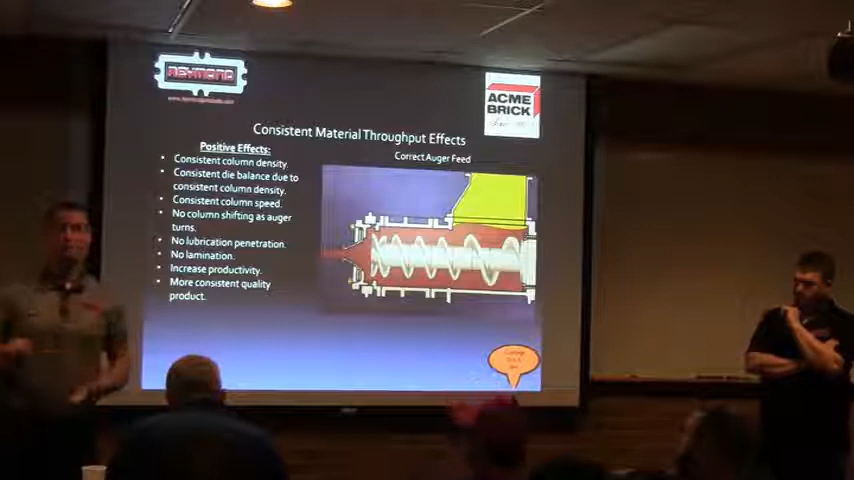 REYMOND
ACME
BRICK
Consistent Material Throughput Effects
Correct Auger Feed
Positive Effects:
• Consistent column density.
• Consistent die balance due to
consistent column density.
• Consistent column speed.
• No column shifting as auger
turns.
• No lubrication penetration.
• No lamination.
• Increase productivity.
• More consistent quality
product.